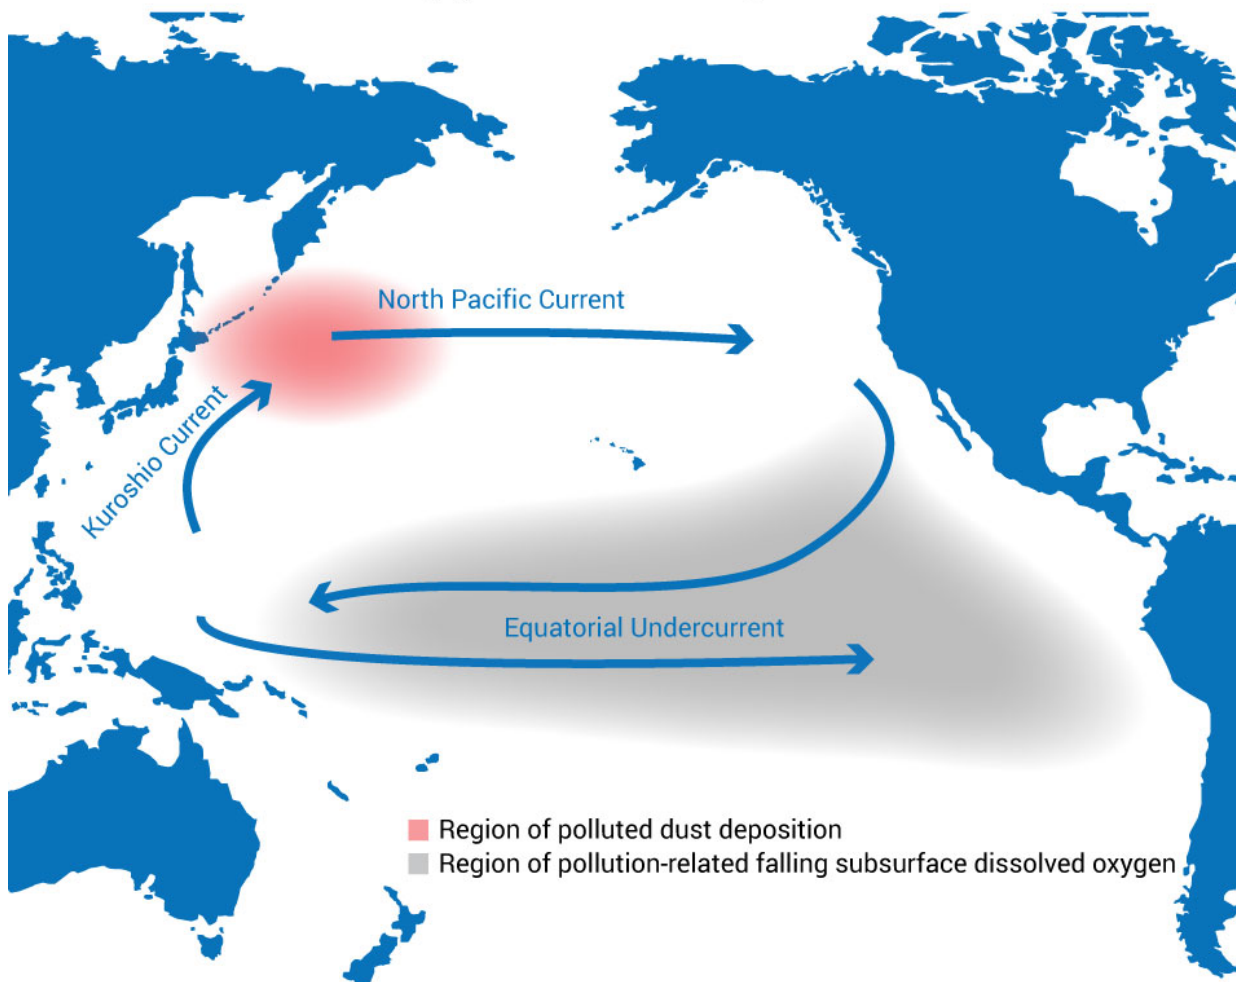 North Pacific Current
Kuroshio Current
Equatorial Undercurrent
Region of polluted dust deposition
Region of pollution-related falling subsurface dissolved oxygen